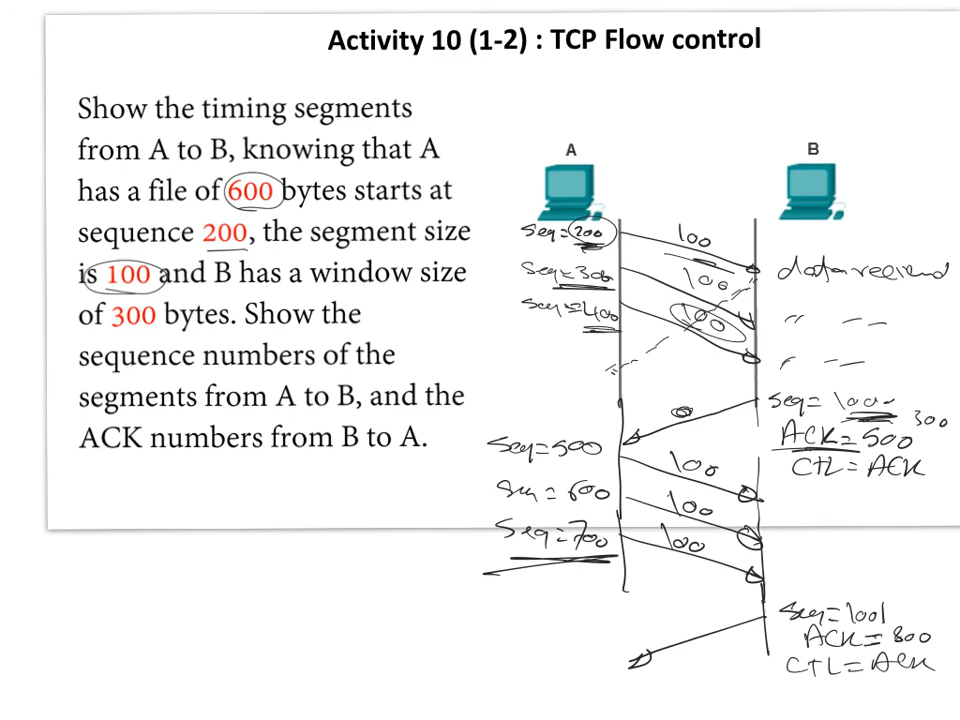 Activity 10 (1-2) : TCP Flow control
Show the timing segments
from A to B, knowing that A
has a file of 600 bytes starts at
sequence 200, the segment size
is 100 and B has a window size
of 300 bytes. Show the
sequence numbers of the
segments from A to B, and the
ACK numbers from B to A.
A
B
Seq=200
100
data received
Seq=300
100
" --
Seq=400
100
" --
Seq=1000
300
0
ACK=500
CTL=ACK
Seq=500
100
Seq=600
100
Seq=700
100
Seq=1001
ACK=800
CTL=ACK